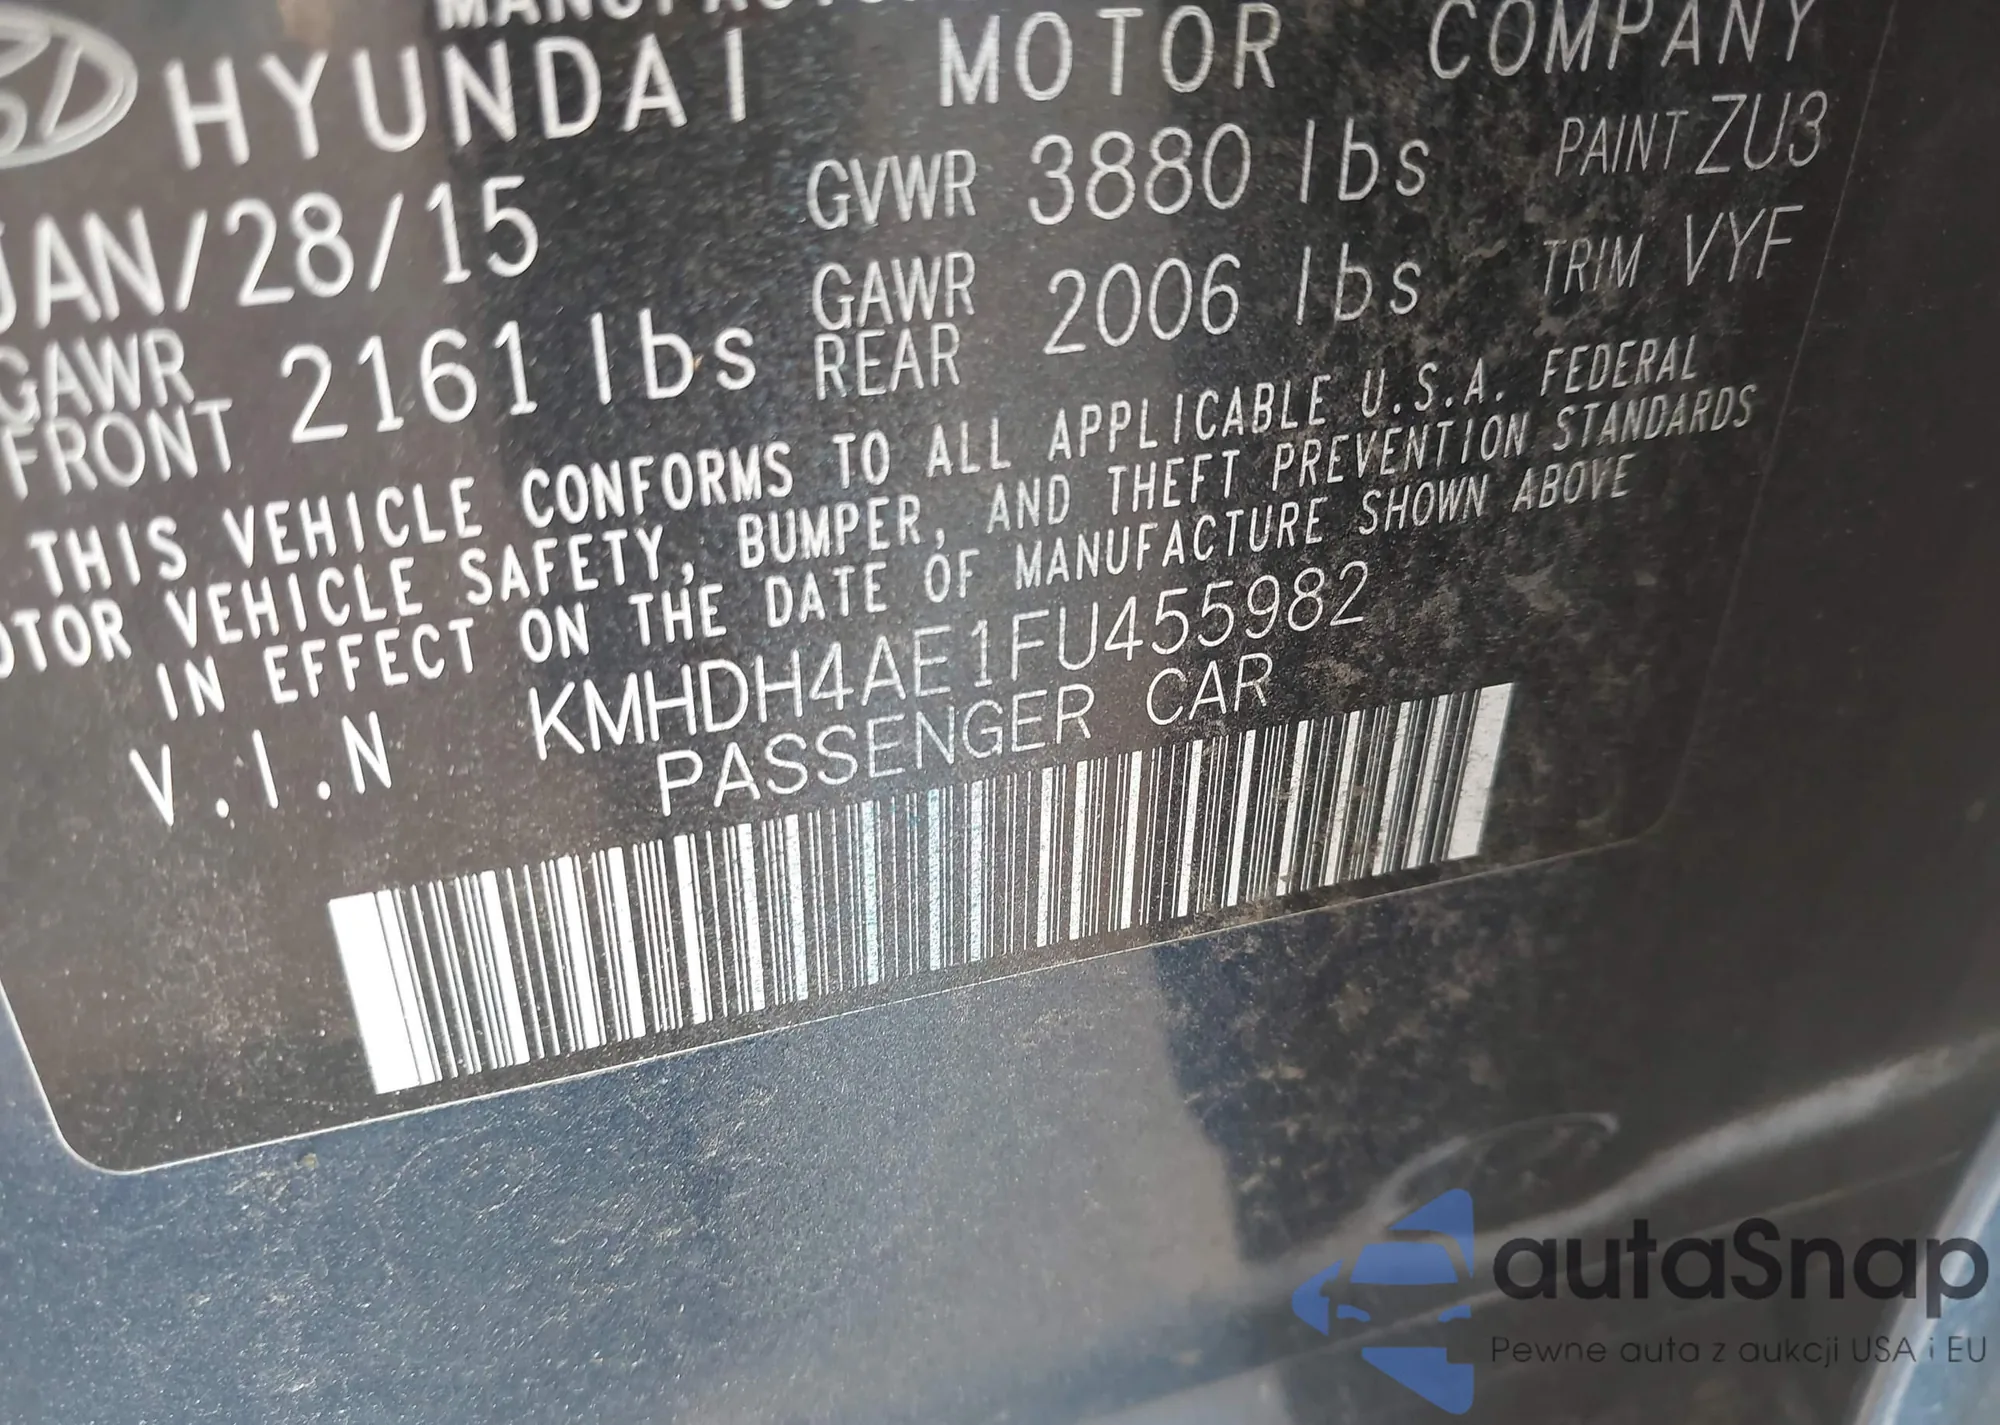 HYUNDAI MOTOR COMPANY
JAN/28/15 GVWR 3880 lbs PAINT ZU3
GAWR FRONT 2161 lbs GAWR REAR 2006 lbs TRIM VYF
THIS VEHICLE CONFORMS TO ALL APPLICABLE U.S.A. FEDERAL
OTOR VEHICLE SAFETY, BUMPER, AND THEFT PREVENTION STANDARDS
IN EFFECT ON THE DATE OF MANUFACTURE SHOWN ABOVE
V.I.N KMHDH4AE1FU455982
PASSENGER CAR
autaSnap
Pewne auta z aukcji USA i EU